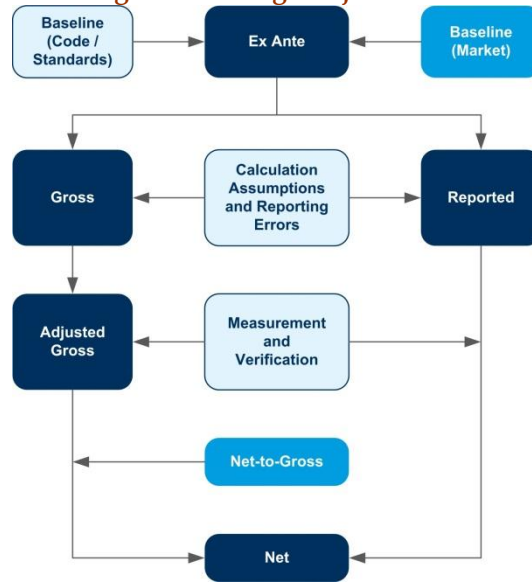 Baseline
(Code /
Standards)
Ex Ante
Baseline
(Market)
Gross
Calculation
Assumptions
and Reporting
Errors
Reported
Adjusted
Gross
Measurement
and
Verification
Net-to-Gross
Net